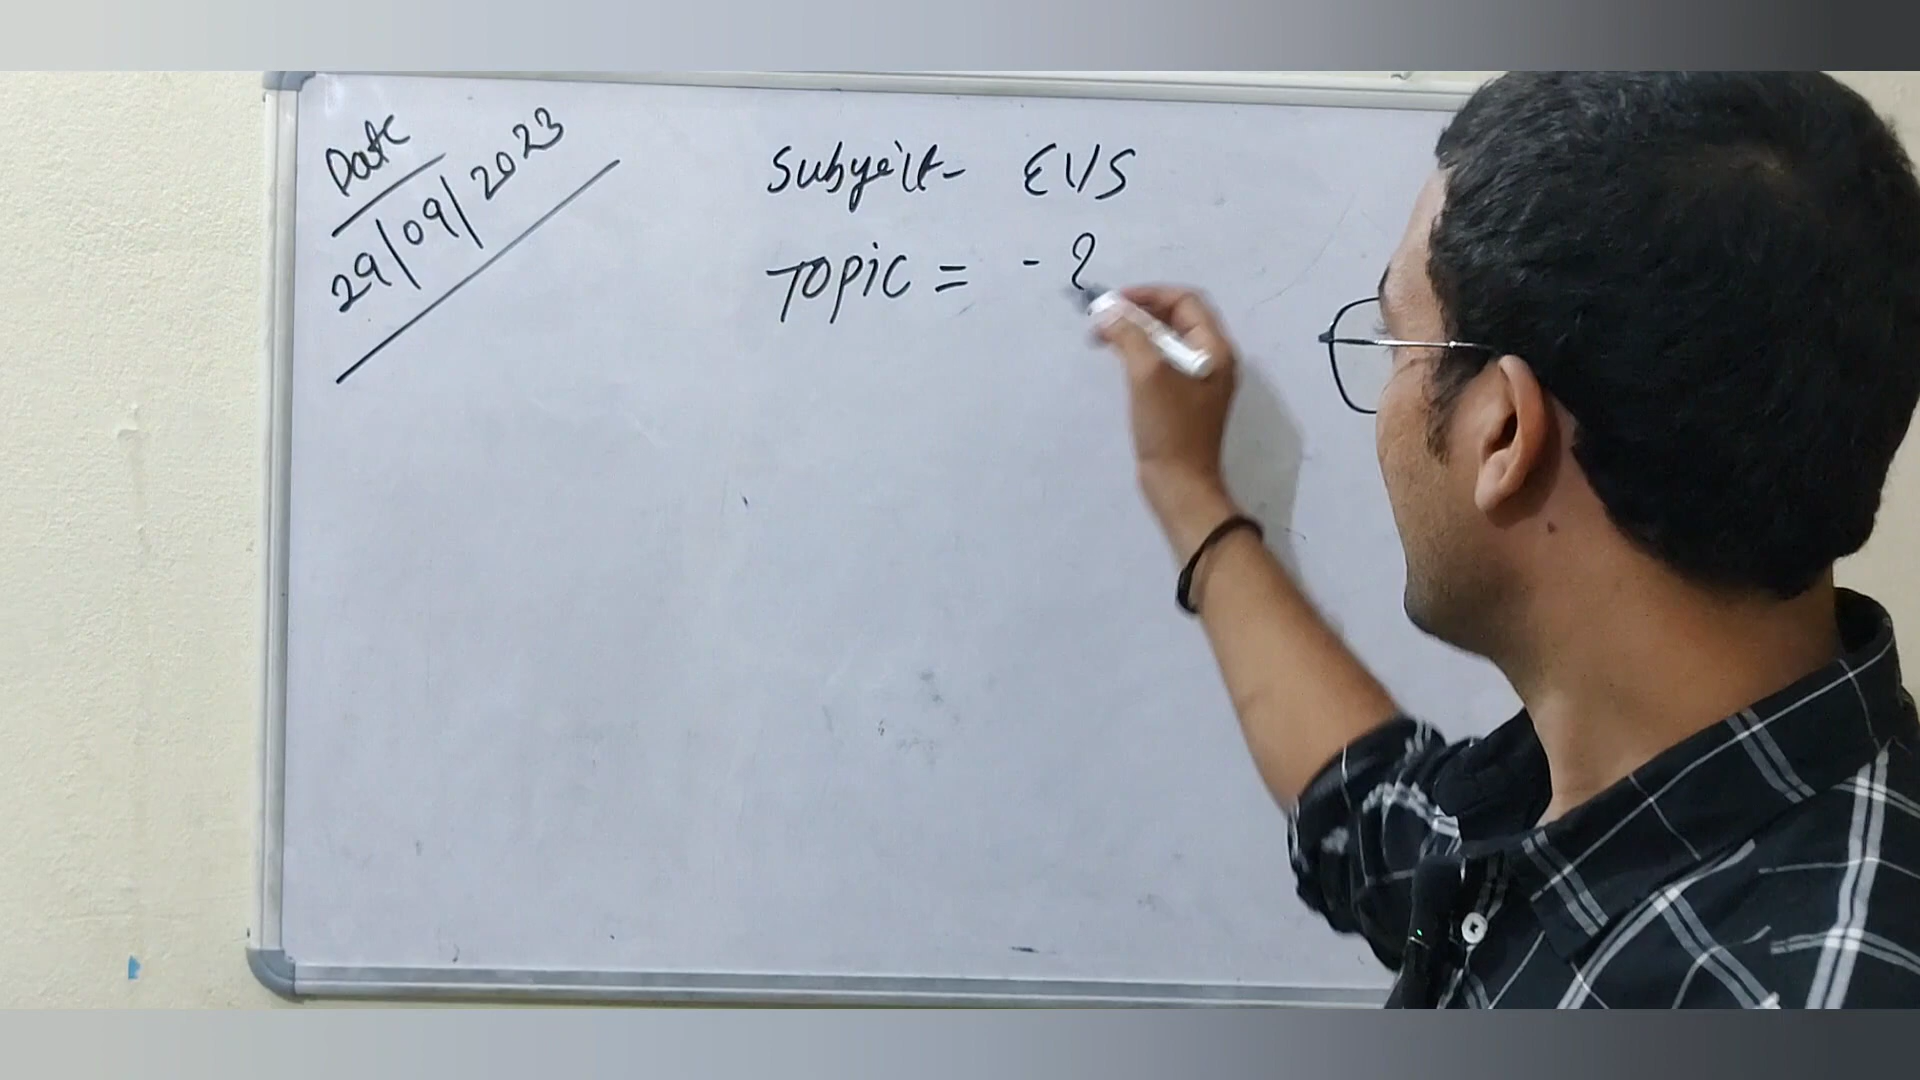 Date
29/09/2023
Subject- EVS
TOPIC = -